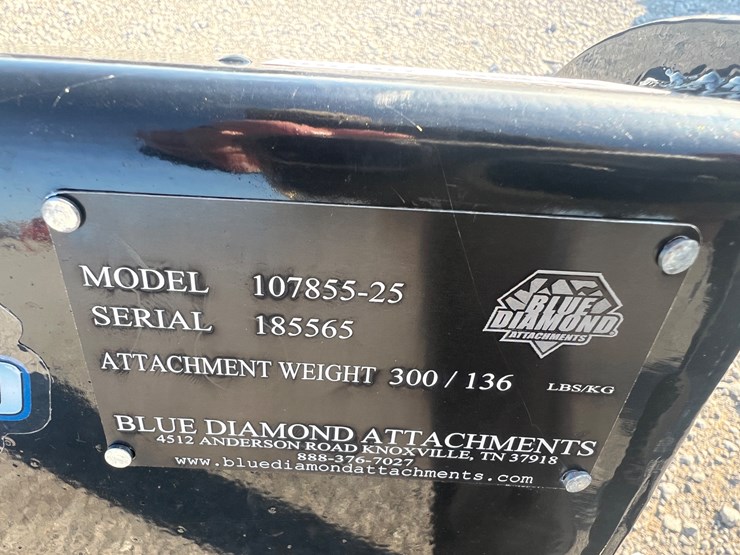 MODEL 107855-25
SERIAL 185565
BLUE
DIAMOND
ATTACHMENTS
ATTACHMENT WEIGHT 300 / 136 LBS/KG
BLUE DIAMOND ATTACHMENTS
4512 ANDERSON ROAD KNOXVILLE, TN 37918
888-376-7027
www.bluediamondattachments.com